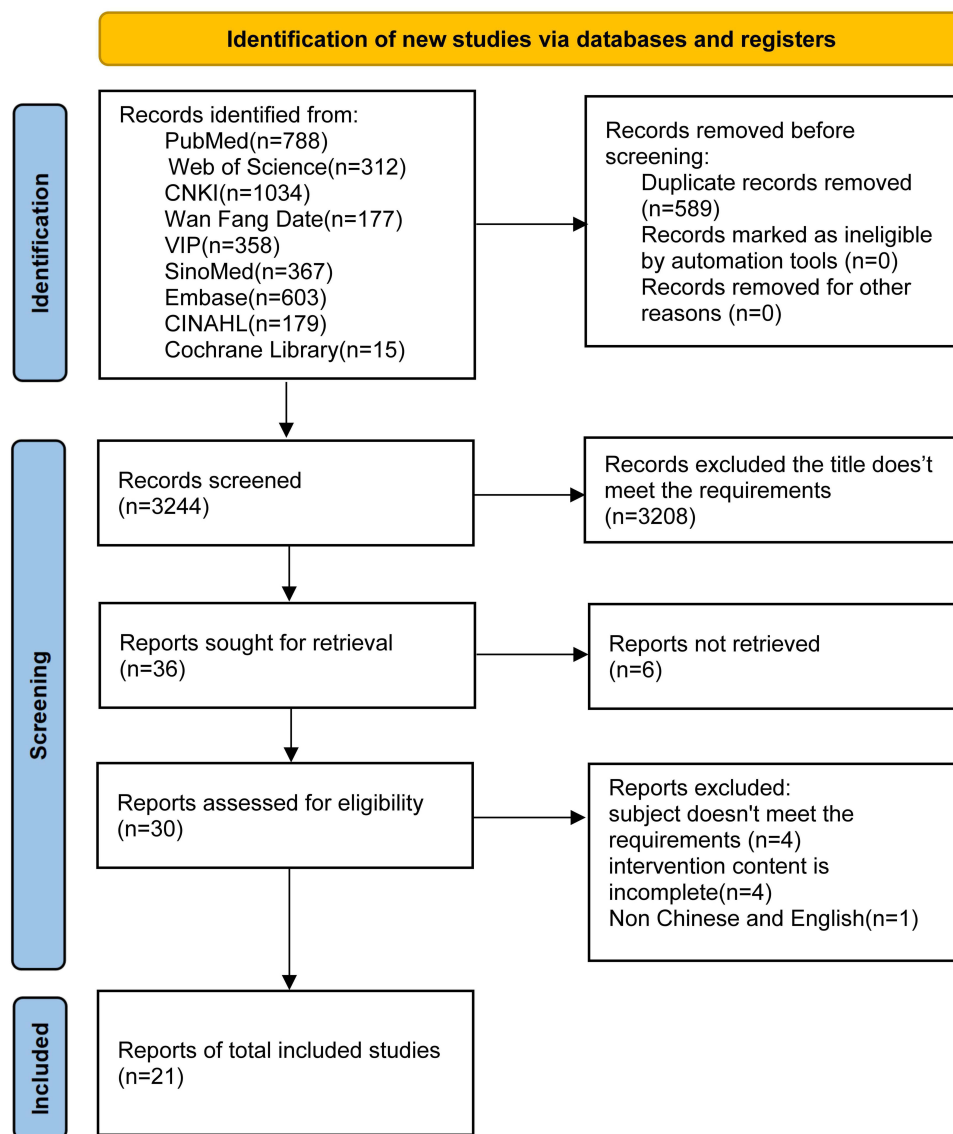 Identification of new studies via databases and registers
Identification
Records identified from:
PubMed(n=788)
Web of Science(n=312)
CNKI(n=1034)
Wan Fang Date(n=177)
VIP(n=358)
SinoMed(n=367)
Embase(n=603)
CINAHL(n=179)
Cochrane Library(n=15)
Records removed before
screening:
Duplicate records removed
(n=589)
Records marked as ineligible
by automation tools (n=0)
Records removed for other
reasons (n=0)
Screening
Records screened
(n=3244)
Records excluded the title does’t
meet the requirements
(n=3208)
Reports sought for retrieval
(n=36)
Reports not retrieved
(n=6)
Reports assessed for eligibility
(n=30)
Reports excluded:
subject doesn't meet the
requirements (n=4)
intervention content is
incomplete(n=4)
Non Chinese and English(n=1)
Included
Reports of total included studies
(n=21)